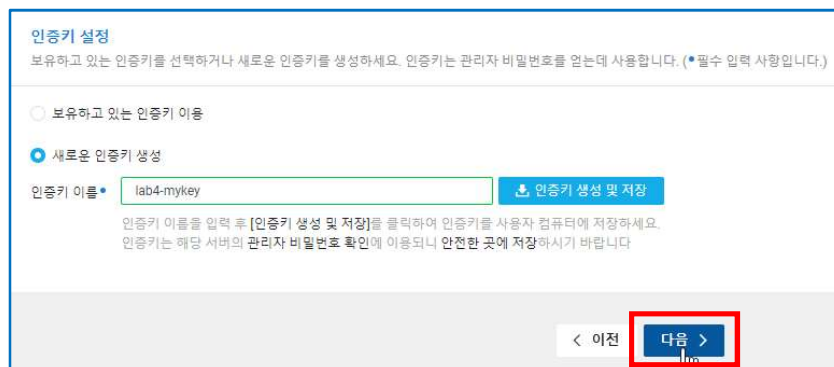 인증키 설정
보유하고 있는 인증키를 선택하거나 새로운 인증키를 생성하세요. 인증키는 관리자 비밀번호를 얻는데 사용합니다. (•필수 입력 사항입니다.)
보유하고 있는 인증키 이용
새로운 인증키 생성
인증키 이름• lab4-mykey 인증키 생성 및 저장
인증키 이름을 입력 후 [인증키 생성 및 저장]를 클릭하여 인증키를 사용자 컴퓨터에 저장하세요.
인증키는 해당 서버의 관리자 비밀번호 확인에 이용되니 안전한 곳에 저장하시기 바랍니다
< 이전 다음 >